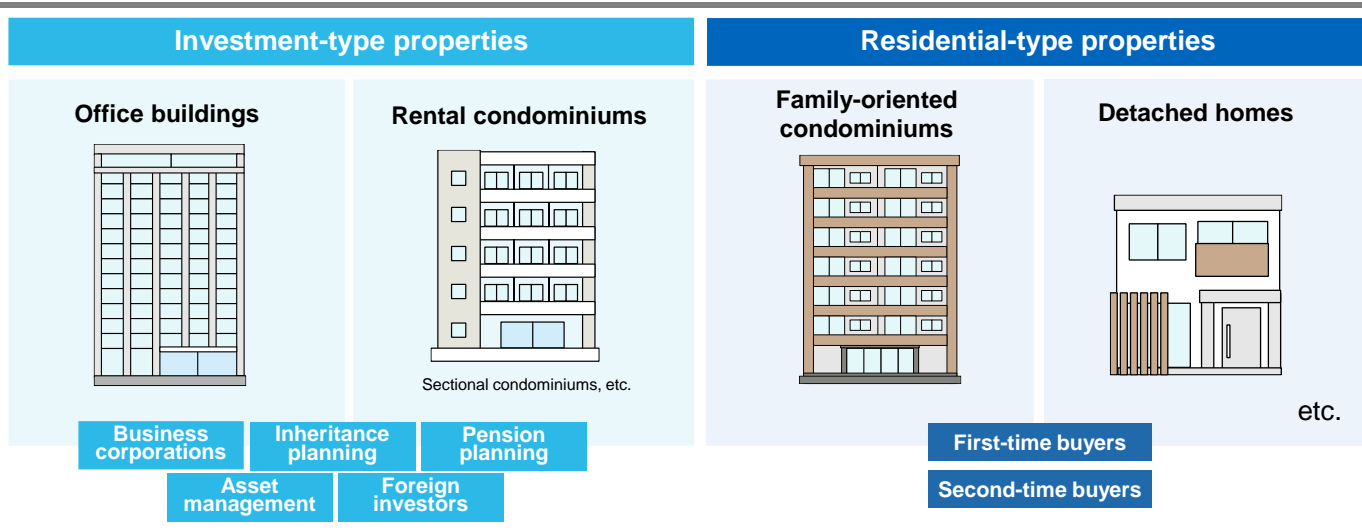 Investment-type properties
Residential-type properties
Office buildings
Rental condominiums
Sectional condominiums, etc.
Family-oriented
condominiums
Detached homes
etc.
Business
corporations
Inheritance
planning
Pension
planning
Asset
management
Foreign
investors
First-time buyers
Second-time buyers